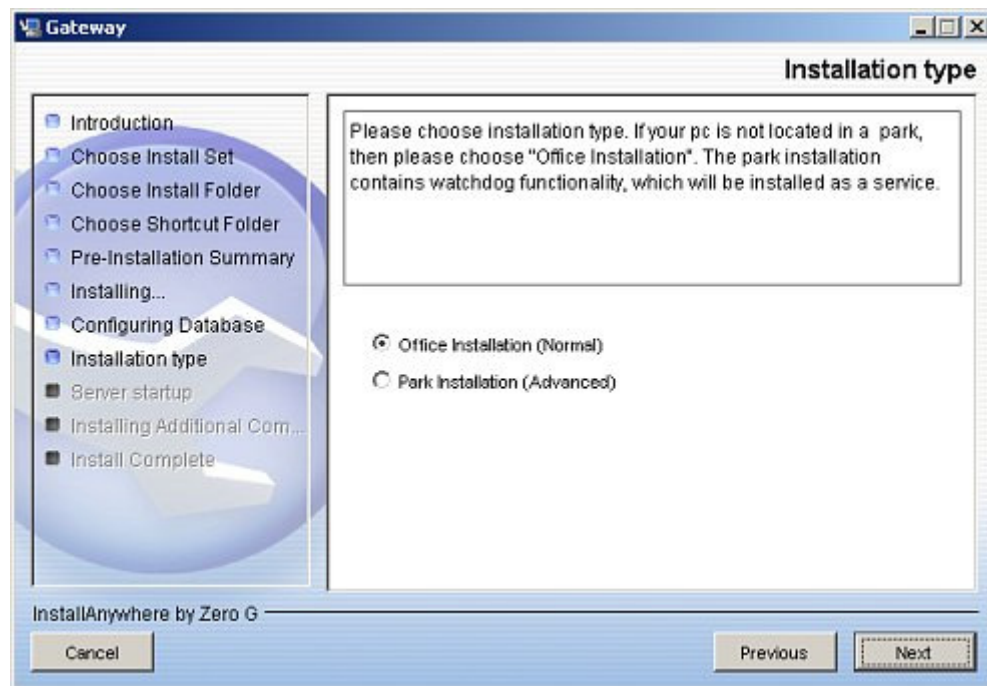 Gateway
Installation type
Introduction
Choose Install Set
Choose Install Folder
Choose Shortcut Folder
Pre-Installation Summary
Installing...
Configuring Database
Installation type
Server startup
Installing Additional Com...
Install Complete
Please choose installation type. If your pc is not located in a park,
then please choose "Office Installation". The park installation
contains watchdog functionality, which will be installed as a service.
Office Installation (Normal)
Park Installation (Advanced)
InstallAnywhere by Zero G
Cancel
Previous
Next